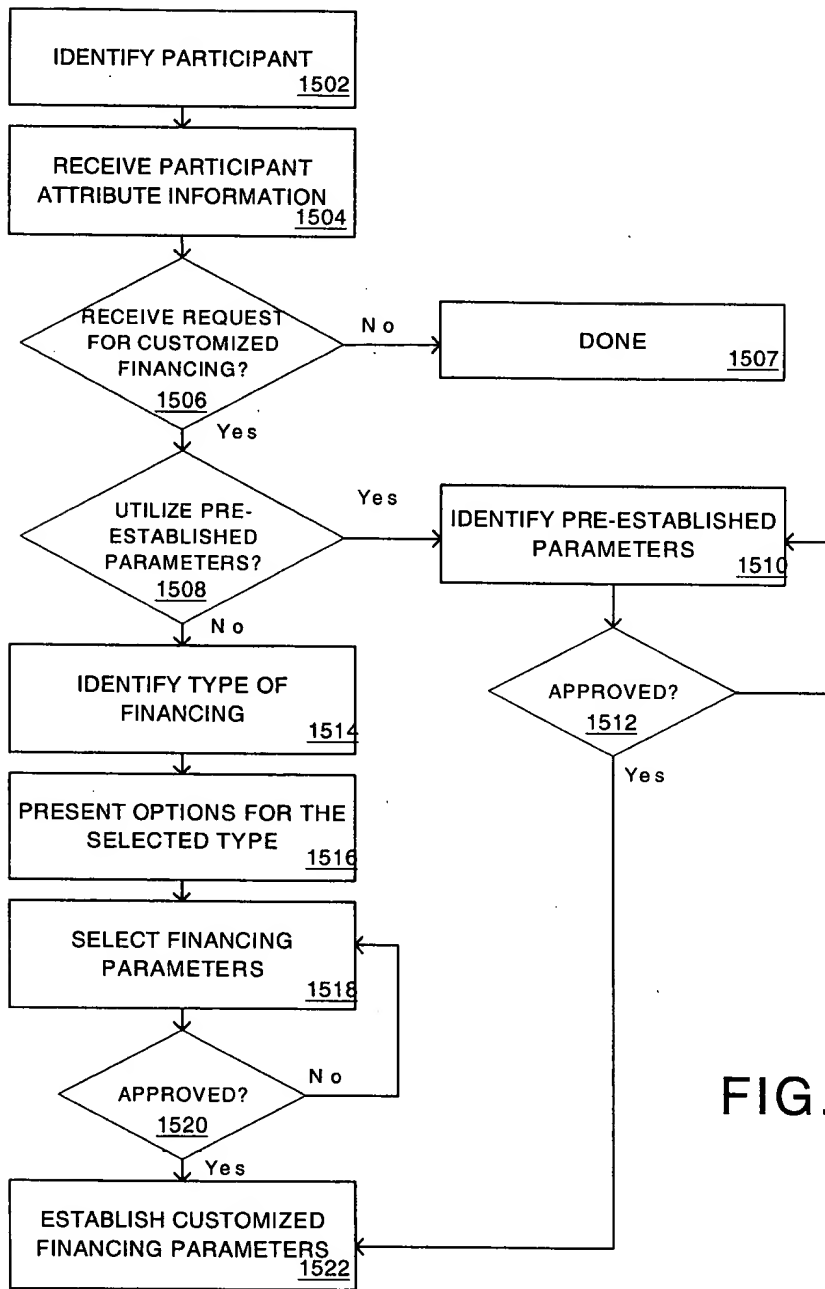 IDENTIFY PARTICIPANT
1502
RECEIVE PARTICIPANT
ATTRIBUTE INFORMATION
1504
RECEIVE REQUEST
FOR CUSTOMIZED
FINANCING?
1506
No
DONE
1507
Yes
UTILIZE PRE-
ESTABLISHED
PARAMETERS?
1508
Yes
IDENTIFY PRE-ESTABLISHED
PARAMETERS
1510
No
APPROVED?
1512
Yes
IDENTIFY TYPE OF
FINANCING
1514
PRESENT OPTIONS FOR THE
SELECTED TYPE
1516
SELECT FINANCING
PARAMETERS
1518
APPROVED?
1520
No
Yes
ESTABLISH CUSTOMIZED
FINANCING PARAMETERS
1522
FIG.